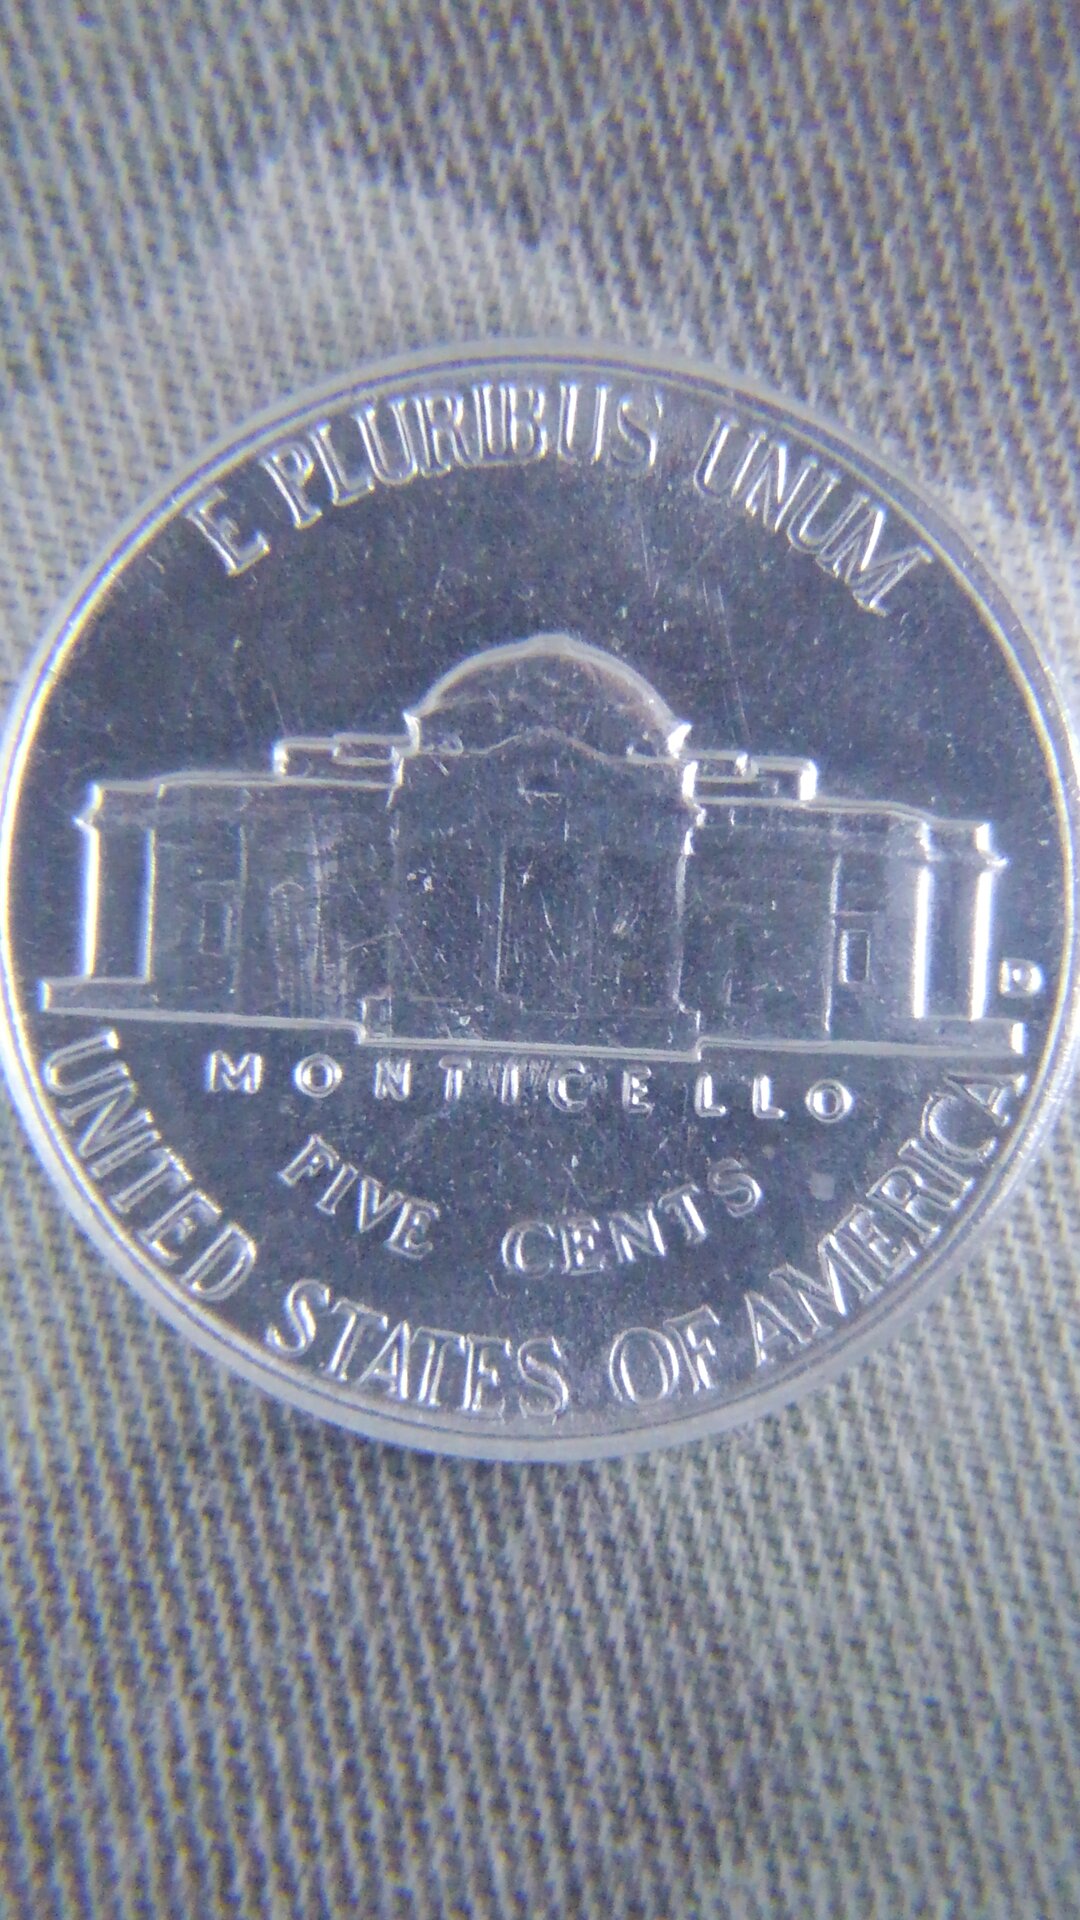 E PLURIBUS UNUM
D
MONTICELLO
FIVE CENTS
UNITED STATES OF AMERICA